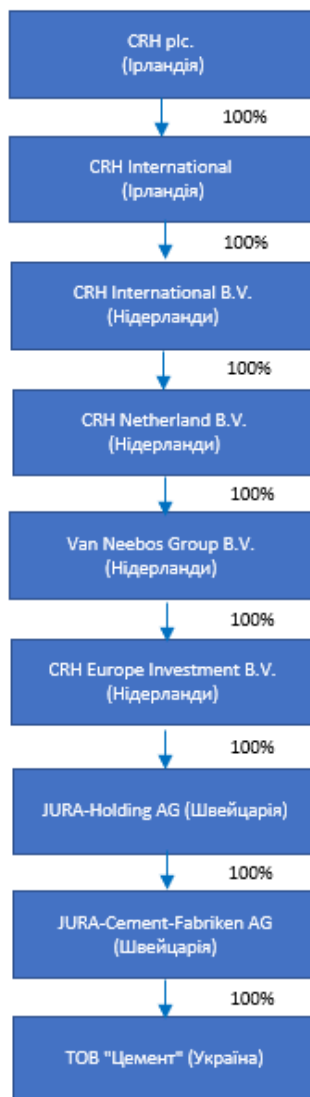 CRH plc.
(Ірландія)
100%
CRH International
(Ірландія)
100%
CRH International B.V.
(Нідерланди)
100%
CRH Netherland B.V.
(Нідерланди)
100%
Van Neebos Group B.V.
(Нідерланди)
100%
CRH Europe Investment B.V.
(Нідерланди)
100%
JURA-Holding AG (Швейцарія)
100%
JURA-Cement-Fabriken AG
(Швейцарія)
100%
ТОВ "Цемент" (Україна)